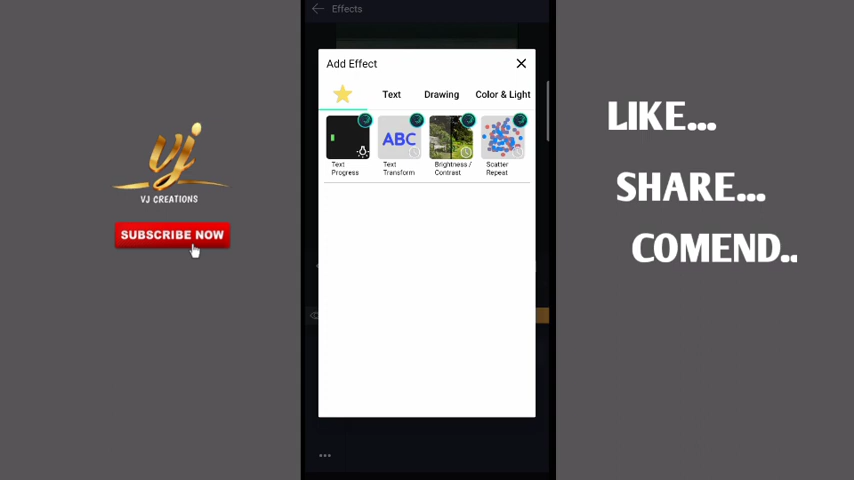 Effects
Add Effect
Text Drawing Color & Light
ABC
Text Progress
Text Transform
Brightness / Contrast
Scatter Repeat
VJ
VJ CREATIONS
SUBSCRIBE NOW
LIKE...
SHARE...
COMEND..